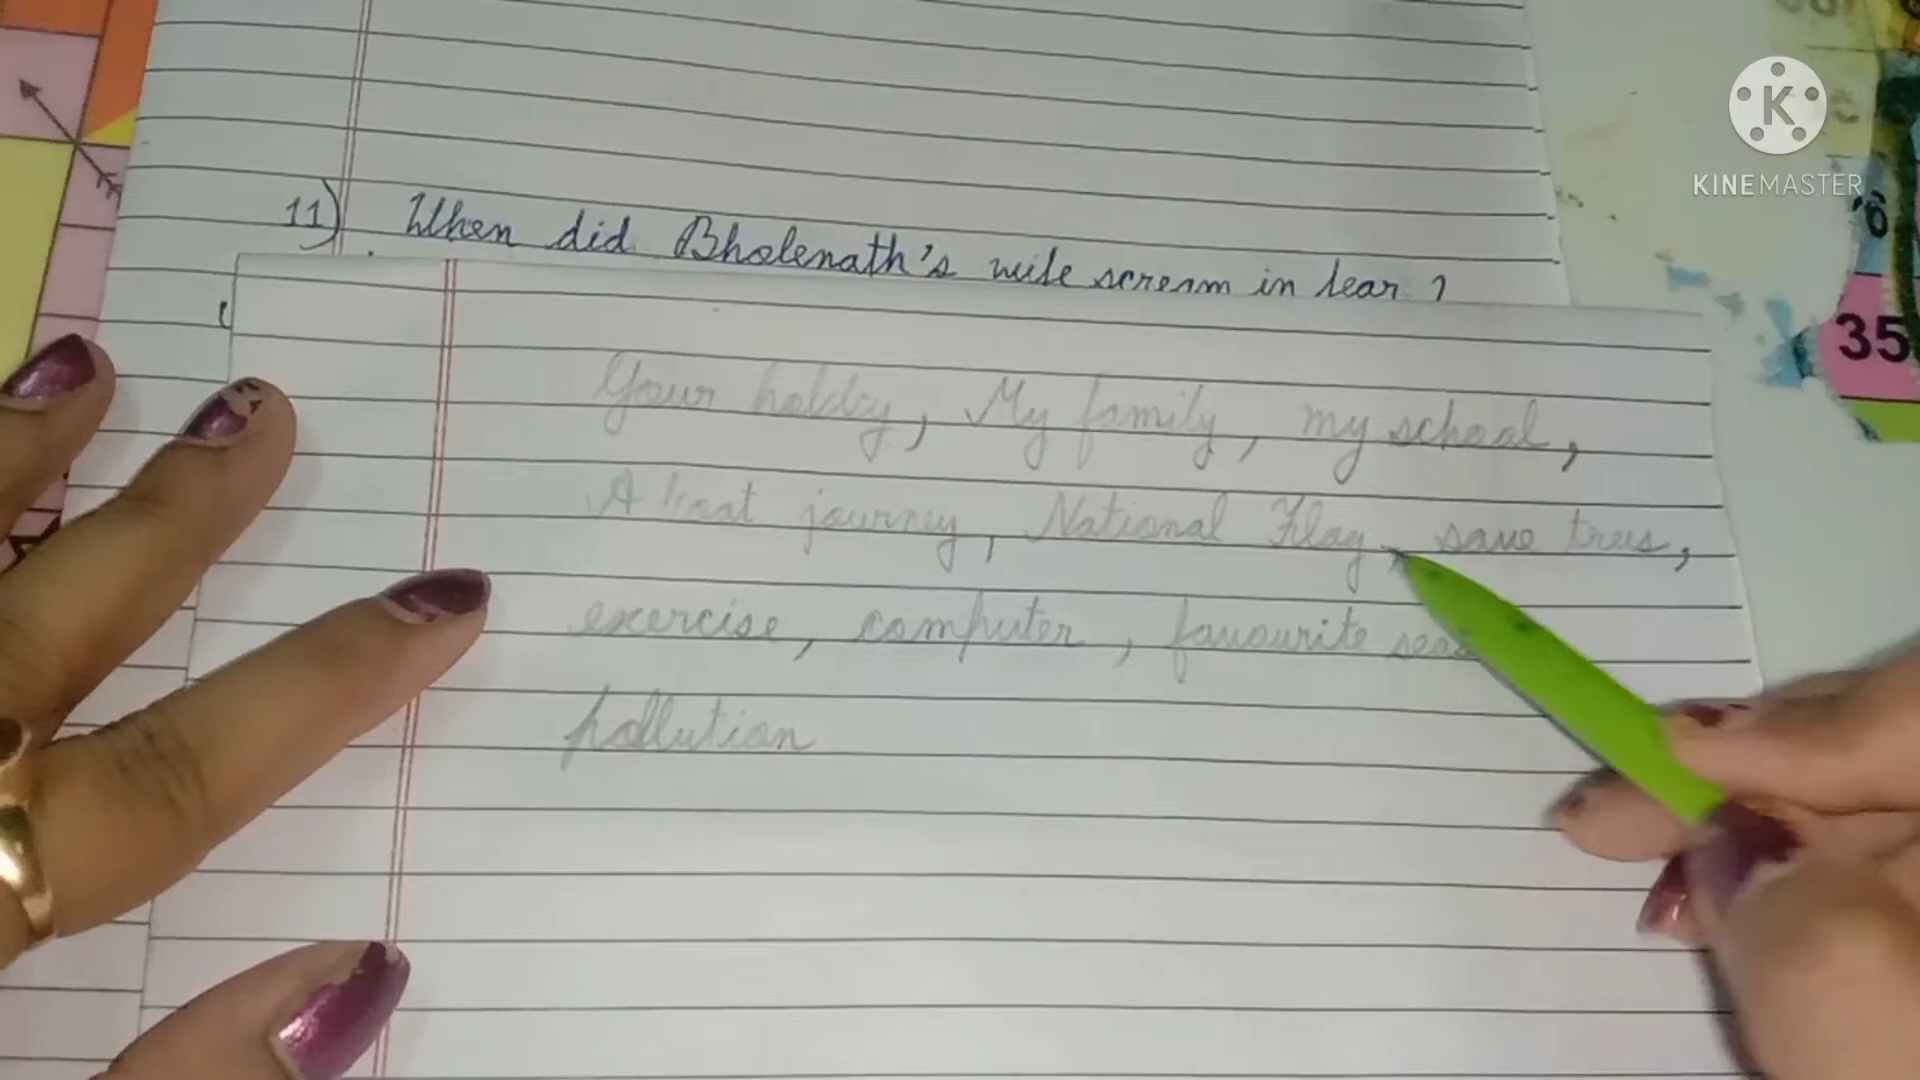 KINEMASTER
11) When did Bholenath's wife scream in fear ?
Your hobby, My family, my school,
A boat journey, National Flag, save trees,
exercise, computer, favourite
pollution
35